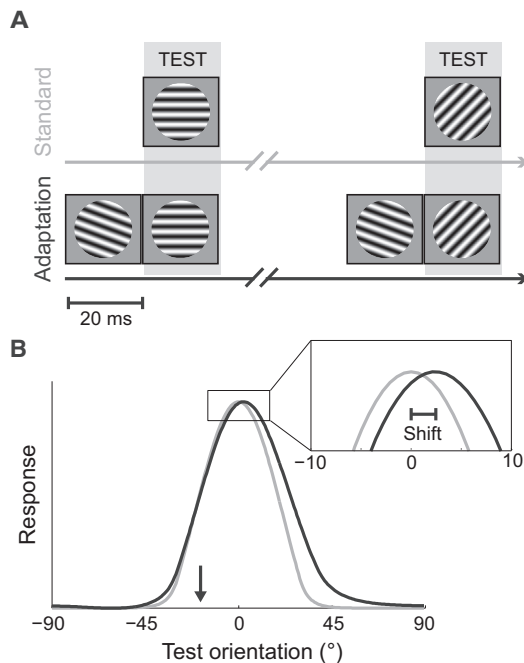 A
TEST
TEST
Standard
Adaptation
20 ms
B
Response
−10
0
10
Shift
−90
−45
0
45
90
Test orientation (°)